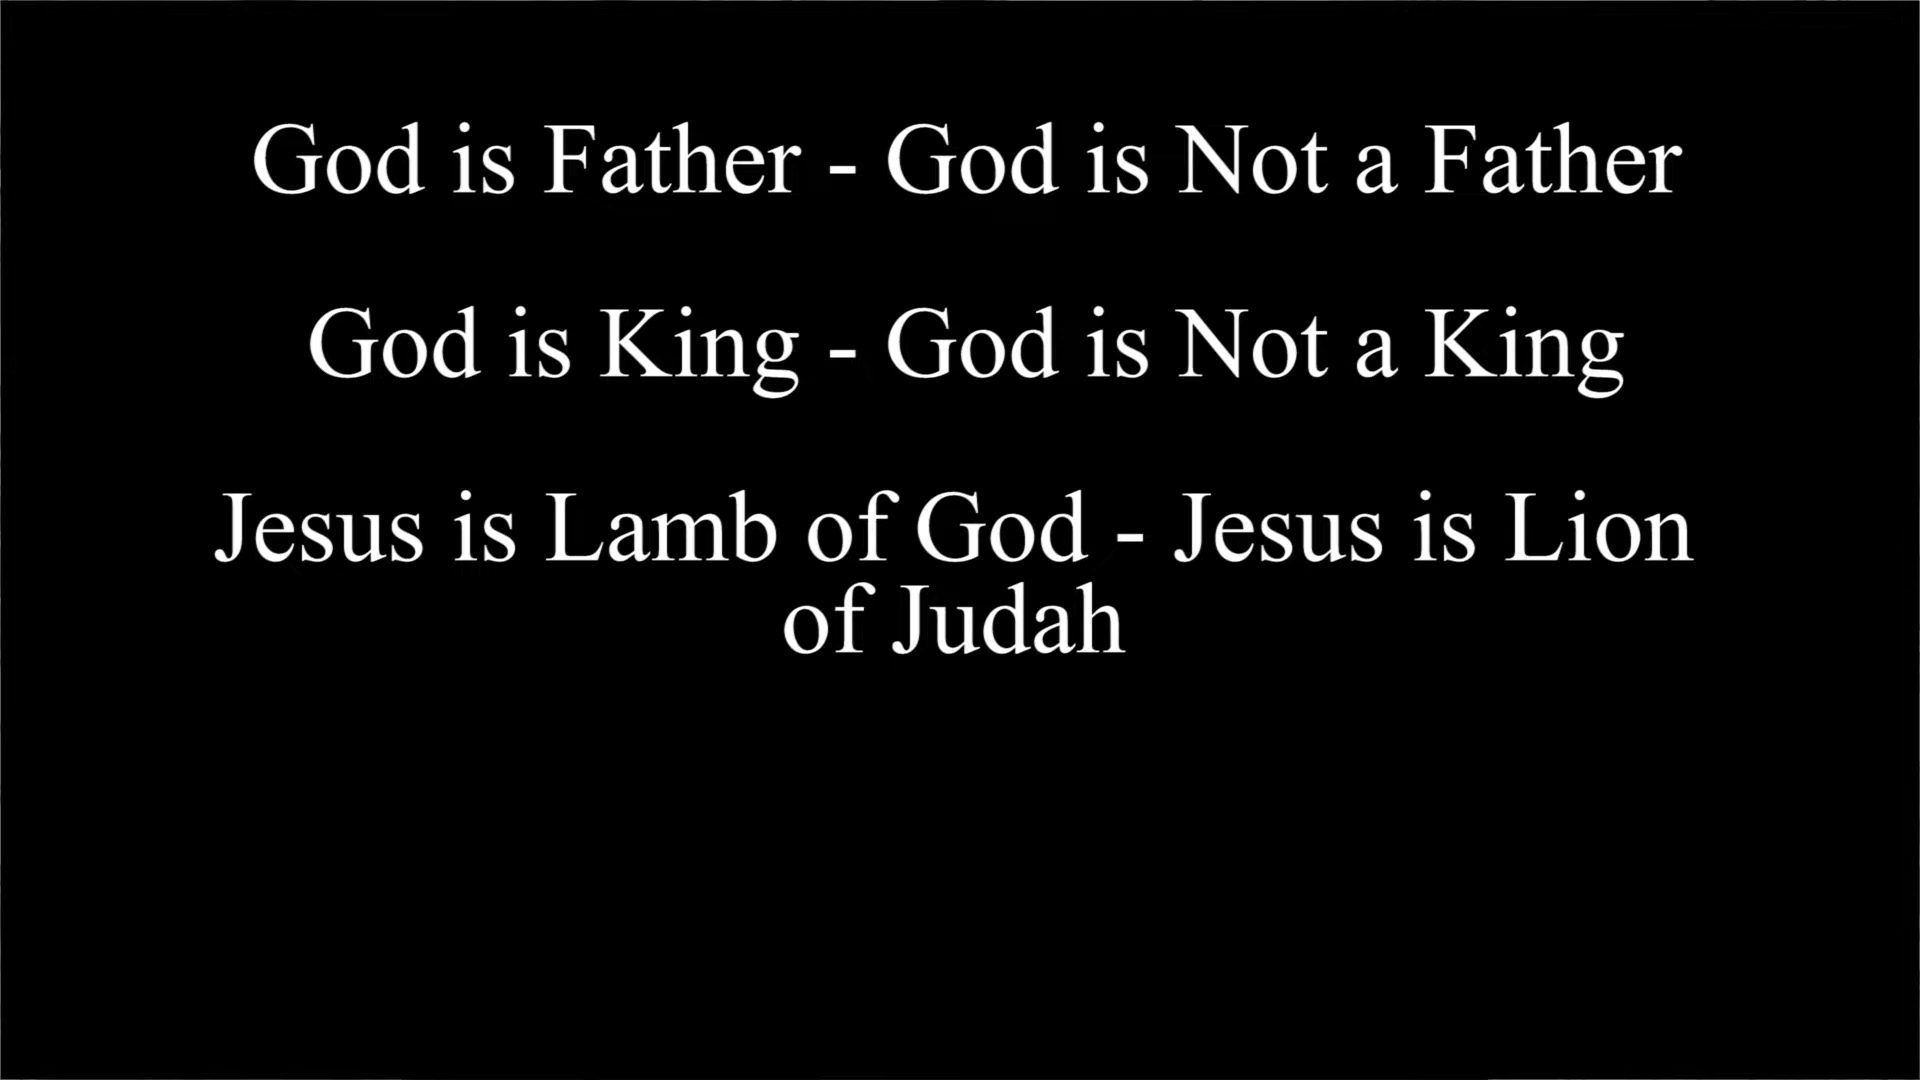 God is Father - God is Not a Father
God is King - God is Not a King
Jesus is Lamb of God - Jesus is Lion
of Judah